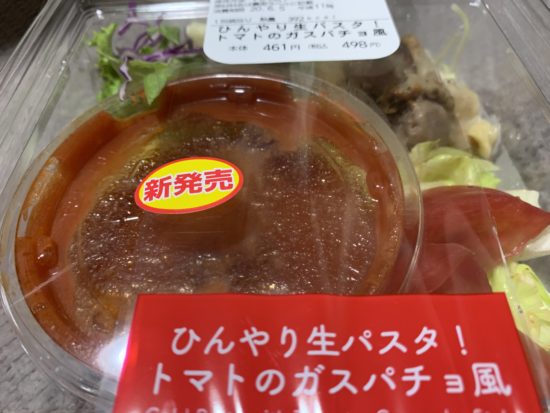 ひんやり生パスタ！
トマトのガスパチョ風
本体 461円 (税込 498円)
新発売
ひんやり生パスタ！
トマトのガスパチョ風